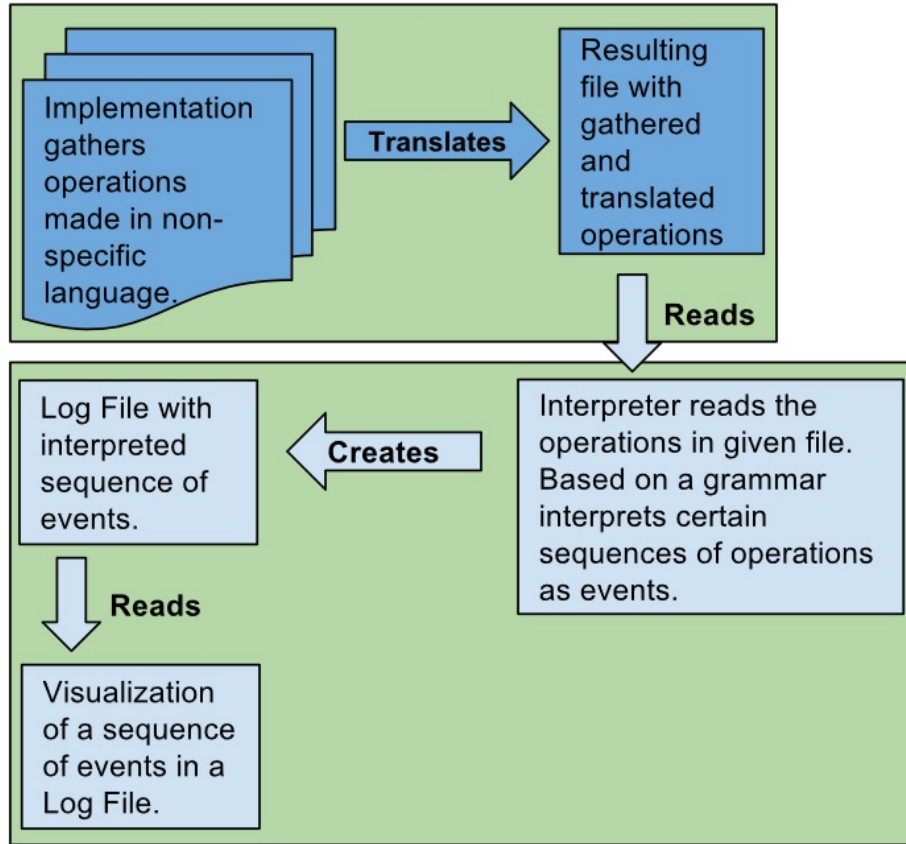 Implementation
gathers
operations
made in non-
specific
language.
Translates
Resulting
file with
gathered
and
translated
operations
Reads
Interpreter reads the
operations in given file.
Based on a grammar
interprets certain
sequences of operations
as events.
Creates
Log File with
interpreted
sequence of
events.
Reads
Visualization
of a sequence
of events in a
Log File.